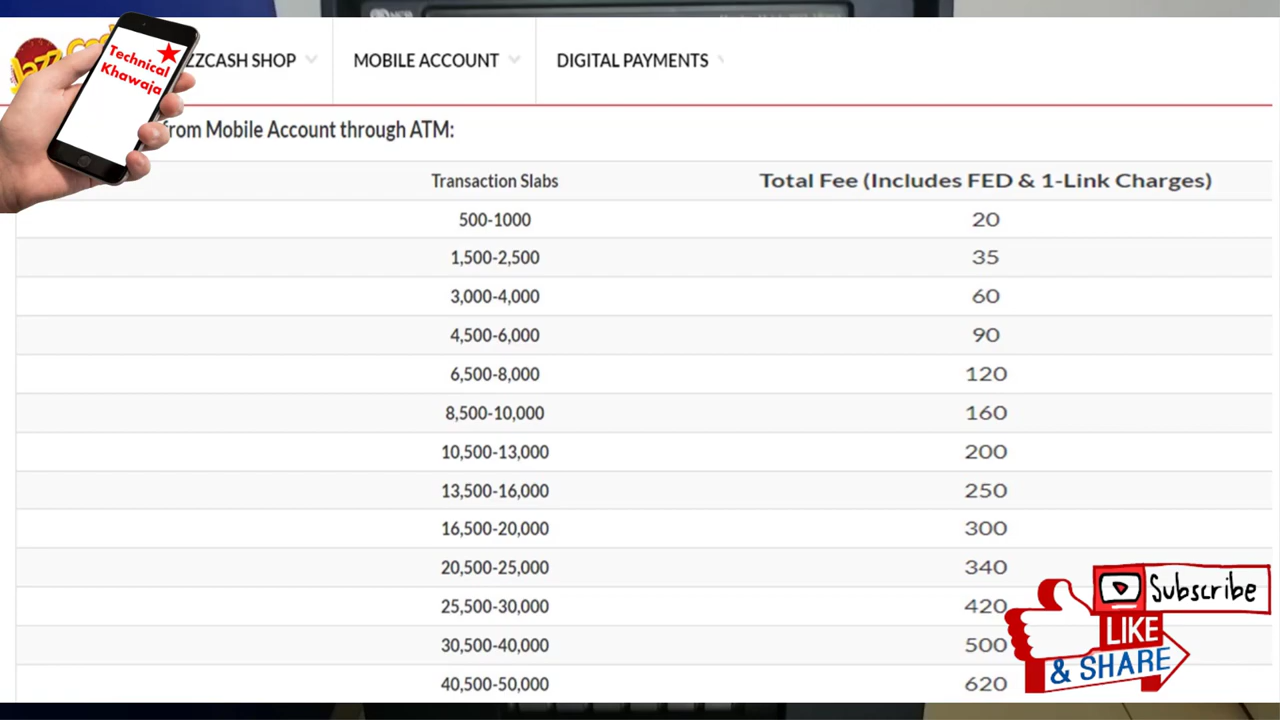 Jazz
Technical
Khawaja
ZZCASH SHOP
MOBILE ACCOUNT
DIGITAL PAYMENTS
from Mobile Account through ATM:
Transaction Slabs Total Fee (Includes FED & 1-Link Charges)
500-1000 20
1,500-2,500 35
3,000-4,000 60
4,500-6,000 90
6,500-8,000 120
8,500-10,000 160
10,500-13,000 200
13,500-16,000 250
16,500-20,000 300
20,500-25,000 340
25,500-30,000 420
30,500-40,000 500
40,500-50,000 620
Subscribe
LIKE
& SHARE